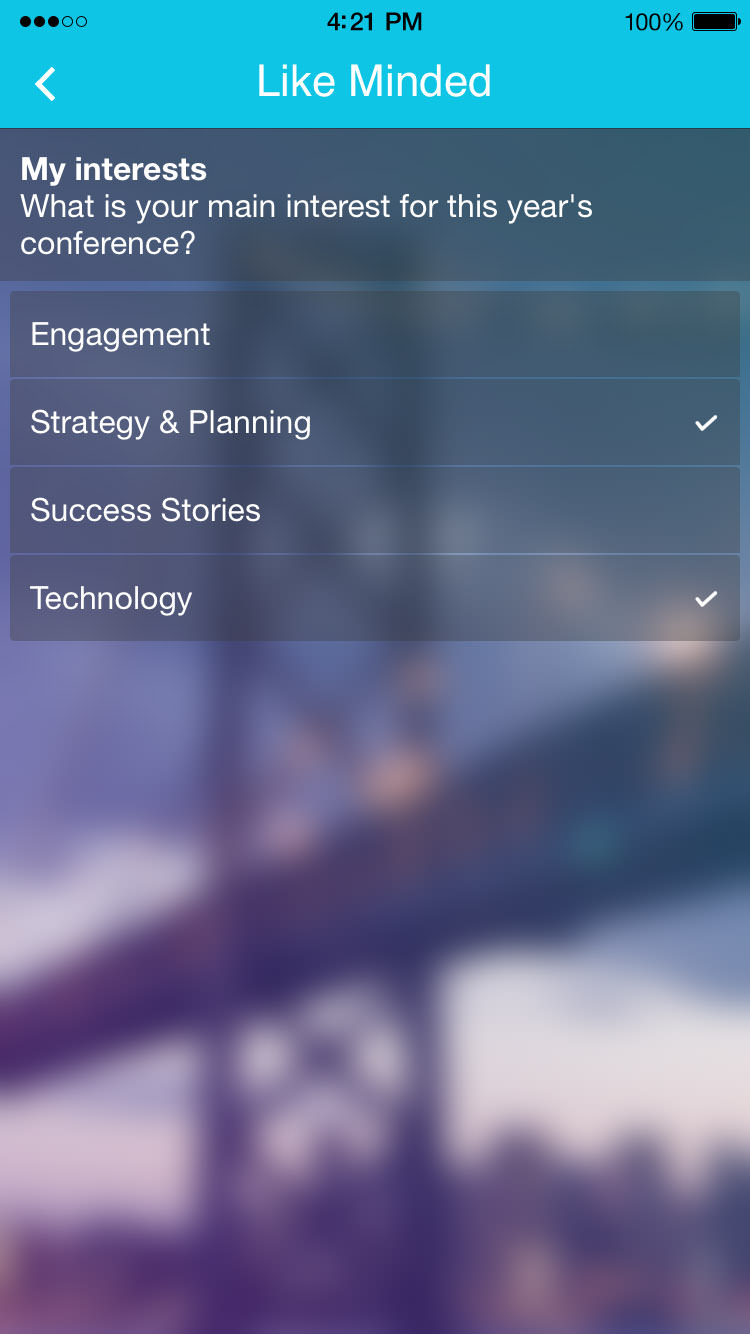 4:21 PM
100%
Like Minded
My interests
What is your main interest for this year's
conference?
Engagement
Strategy & Planning
Success Stories
Technology